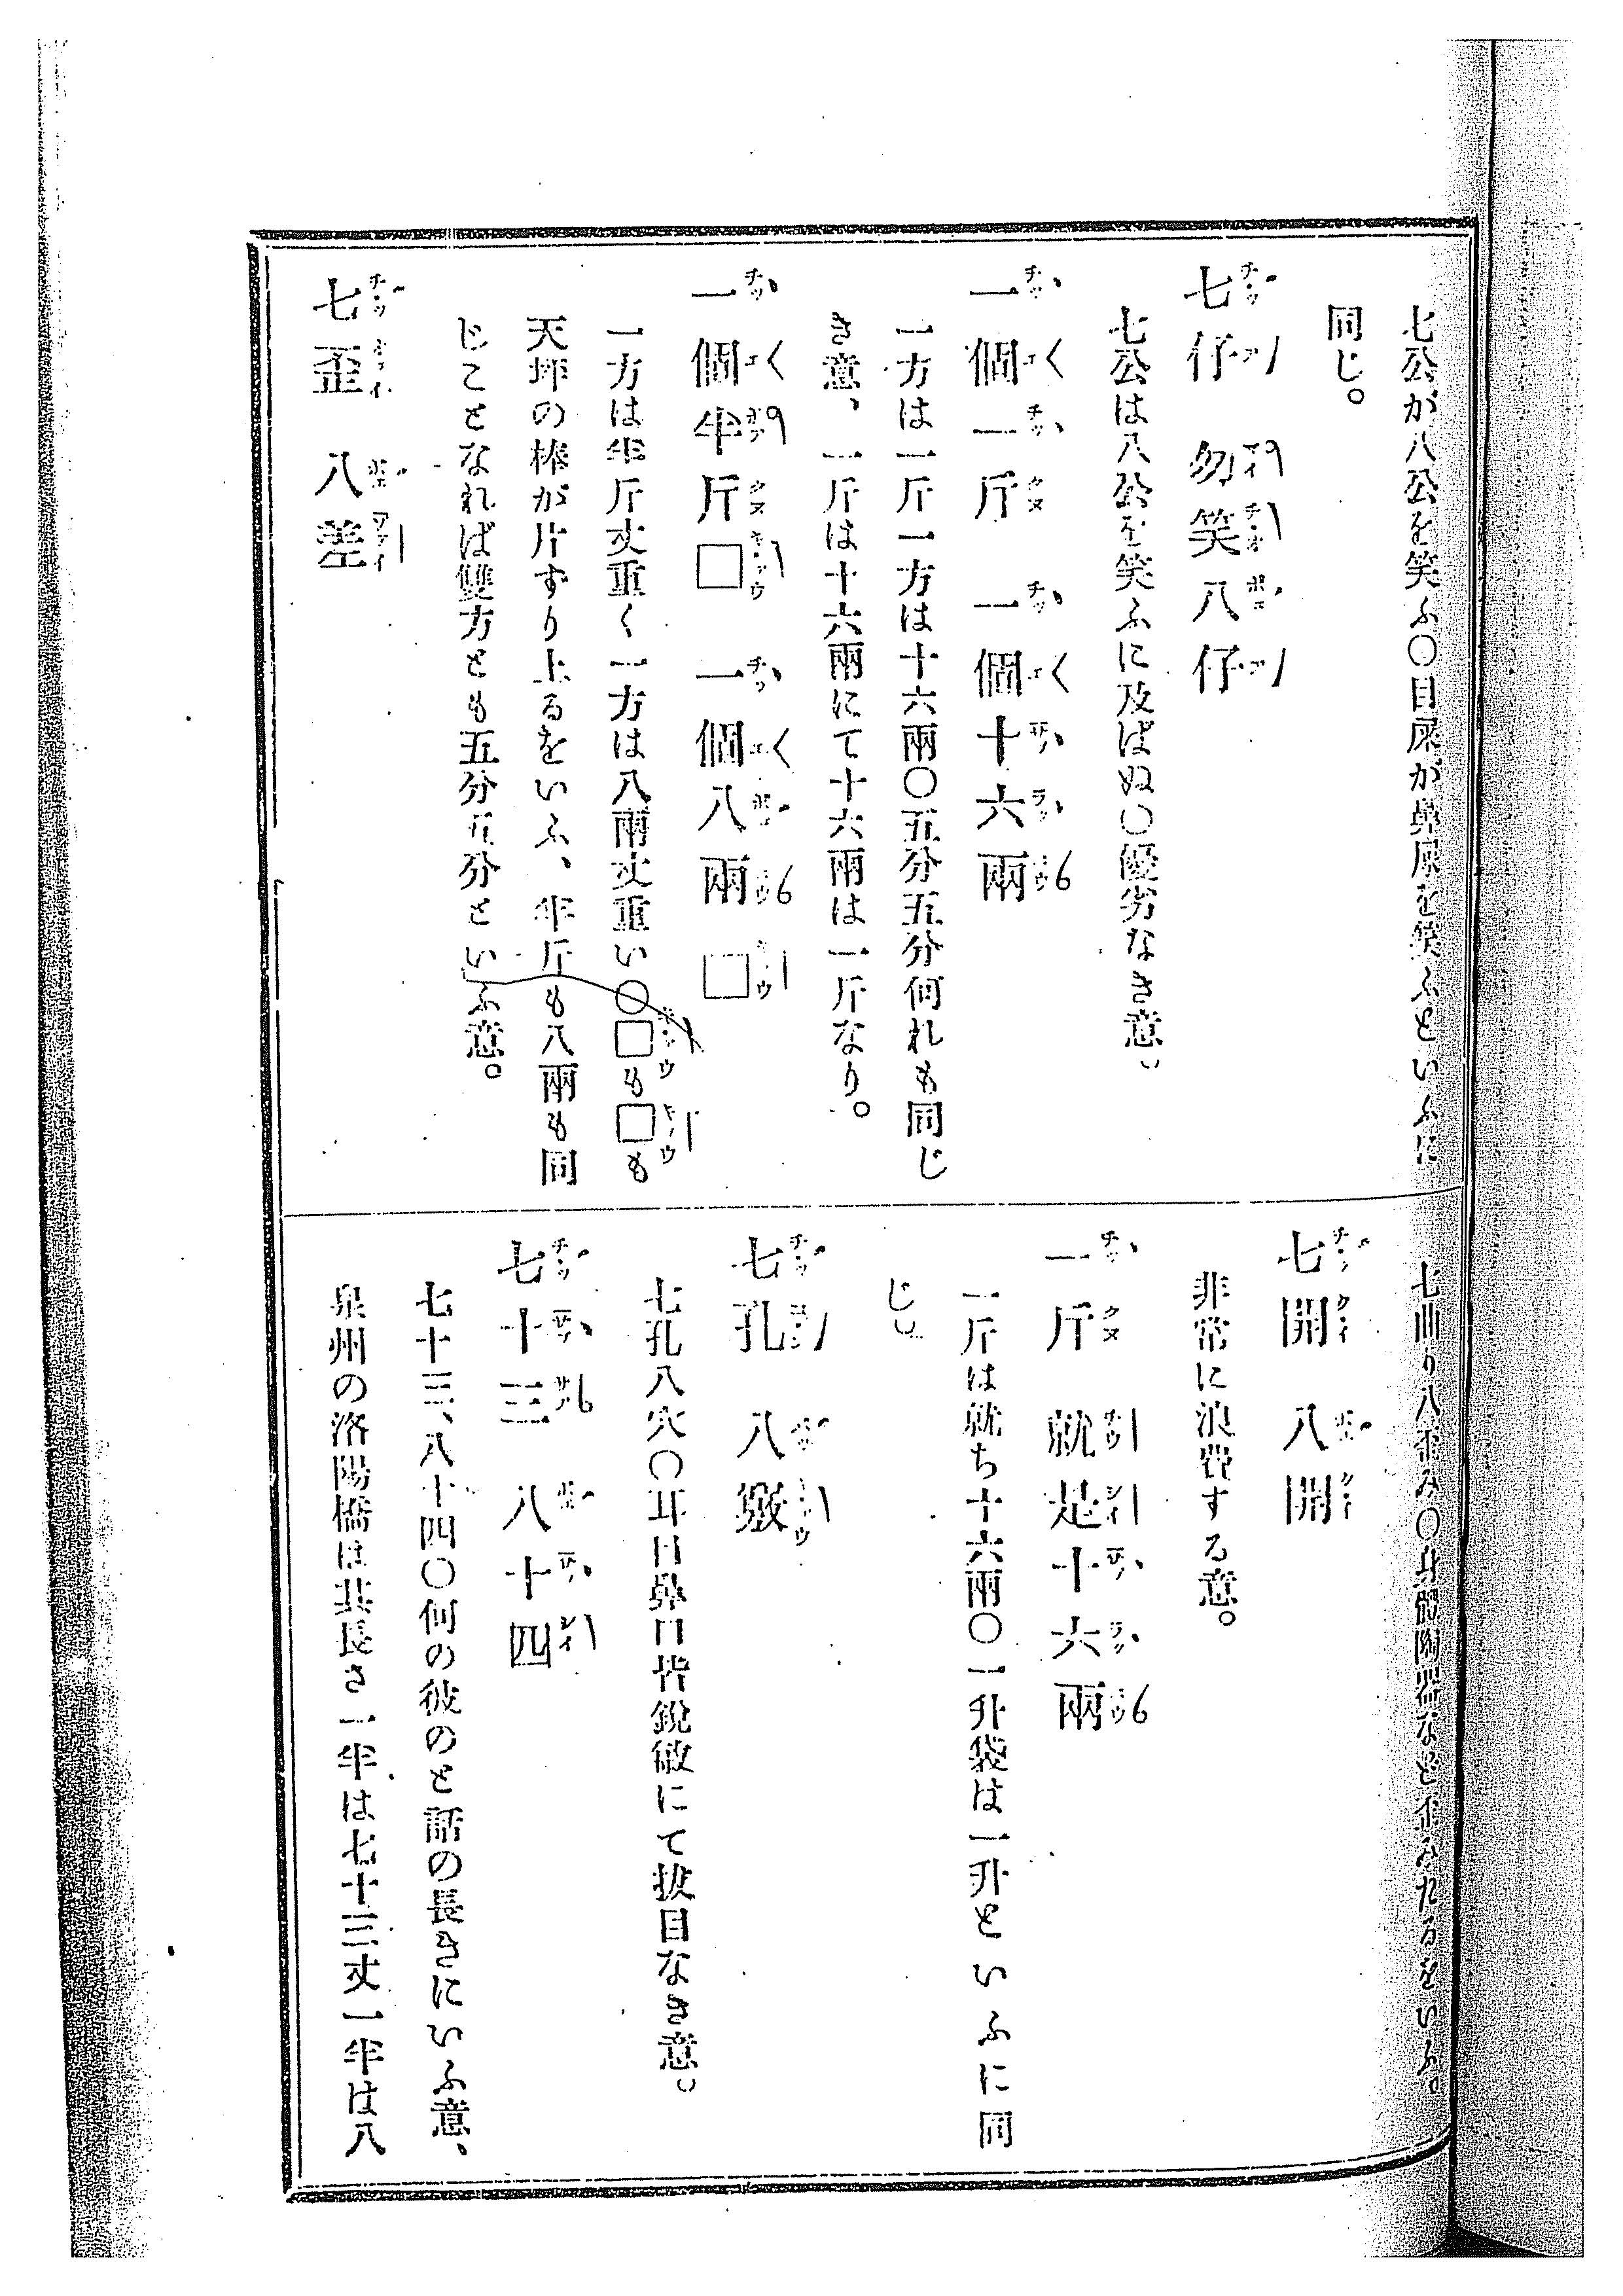 七公が八公を笑ふ〇目屎が鼻屎を笑ふといふに
同じ。
七仔 勿笑八仔
七公は八公を笑ふに及ばぬ〇優劣なき意。
一個一斤 一個十六兩
一方は一斤一方は十六兩〇五分五分何れも同じ
き意、一斤は十六兩にて十六兩は一斤なり。
一個半斤□ 一個八兩□
一方は半斤丈重く一方は八兩丈重い〇□も□も
天坪の棒が片ずり上るをいふ、半斤も八兩も同
じことなれば雙方とも五分五分といふ意。
七歪 八差
七曲り八歪み〇身體陶器など歪みたるをいふ。
七開 八開
非常に浪費する意。
一斤 就是十六兩
一斤は就ち十六兩〇一升袋は一升といふに同
じ。
七孔 八竅
七孔八穴〇耳目鼻口皆銳敏にて拔目なき意。
七十三 八十四
七十三、八十四〇何の彼のと話の長きにいふ意、
泉州の洛陽橋は其長さ一半は七十三丈一半は八